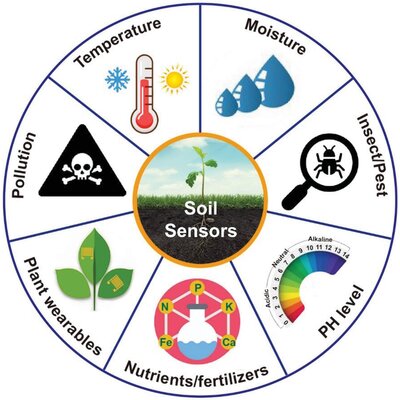 Temperature
Moisture
Insect/Pest
PH level
Nutrients/fertilizers
Plant wearables
Pollution
Soil
Sensors
Acidic
Neutral
Alkaline
0 1 2 3 4 5 6 7 8 9 10 11 12 13 14
P
N
K
Fe
Ca